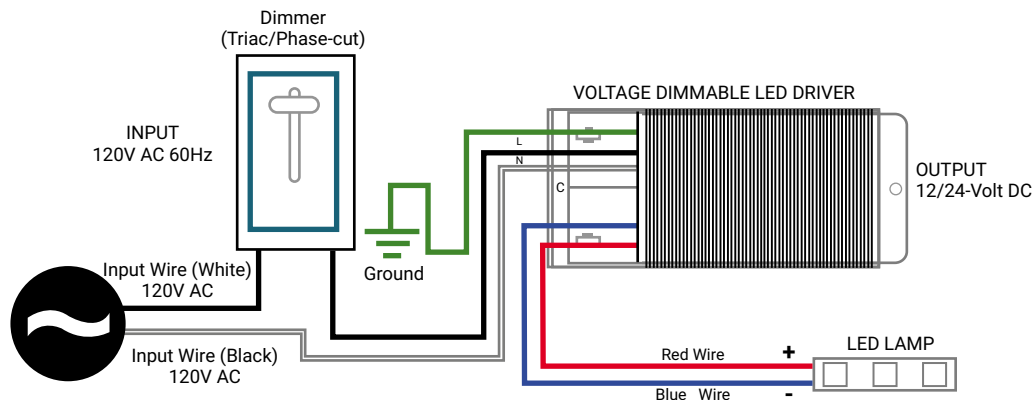 Dimmer
(Triac/Phase-cut)
VOLTAGE DIMMABLE LED DRIVER
INPUT
120V AC 60Hz
L
N
C
OUTPUT
12/24-Volt DC
Ground
Input Wire (White)
120V AC
Input Wire (Black)
120V AC
Red Wire
+
LED LAMP
Blue Wire
-